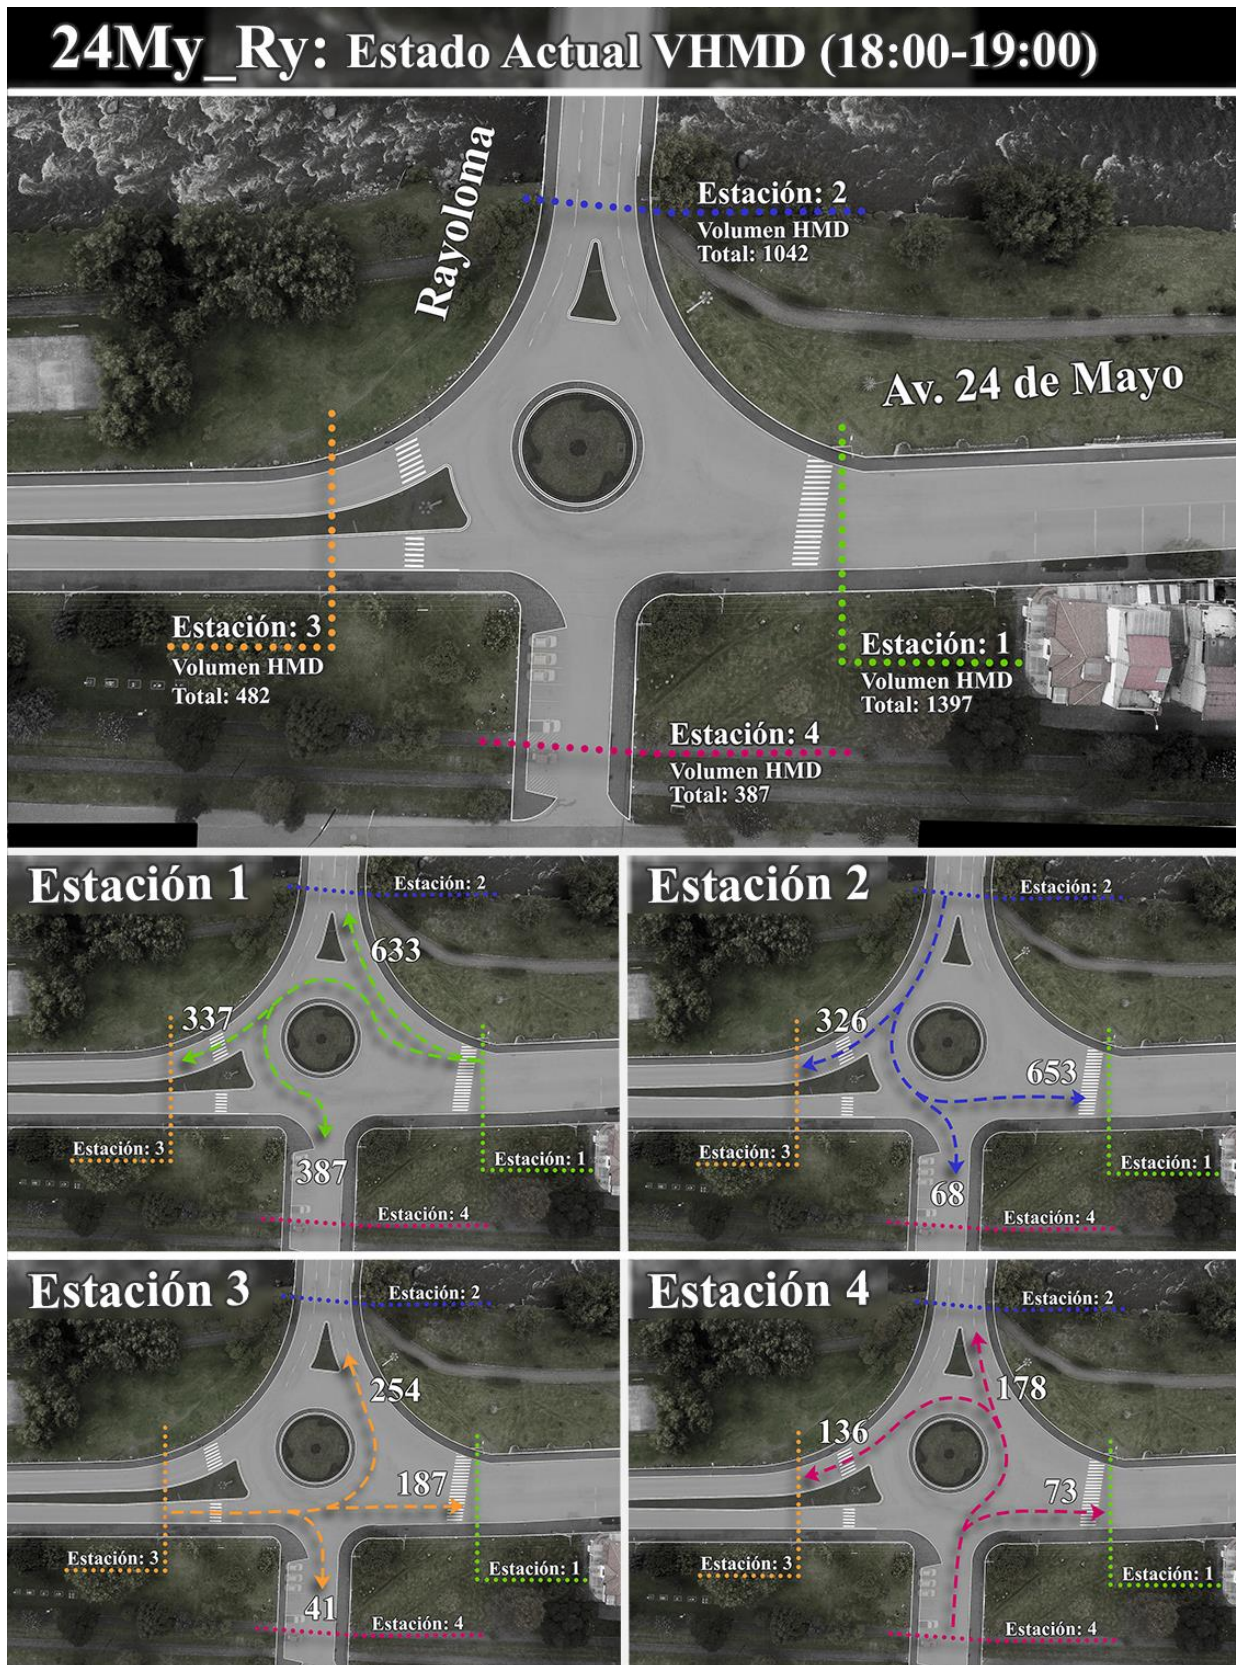 24My_Ry: Estado Actual VHMD (18:00-19:00)
Rayoloma
Estación: 2
Volumen HMD
Total: 1042
Av. 24 de Mayo
Estación: 3
Volumen HMD
Total: 482
Estación: 1
Volumen HMD
Total: 1397
Estación: 4
Volumen HMD
Total: 387
Estación 1
Estación: 2
633
337
Estación: 3
Estación: 1
387
Estación: 4
Estación 2
Estación: 2
326
653
Estación: 3
Estación: 1
68
Estación: 4
Estación 3
Estación: 2
254
187
Estación: 3
Estación: 1
41
Estación: 4
Estación 4
Estación: 2
178
136
73
Estación: 3
Estación: 1
Estación: 4